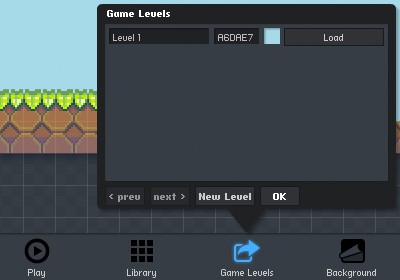 Game Levels
Level 1 A6DAE7 Load
< prev next > New Level OK
Play Library Game Levels Background